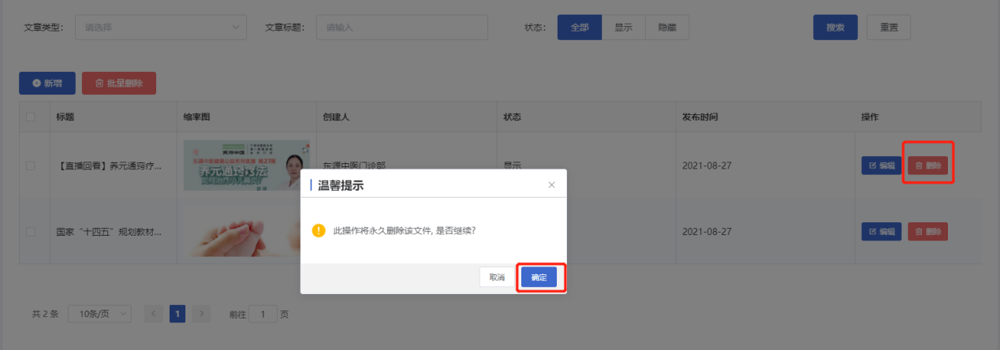 文章类型： 请选择 文章标题： 请输入 状态： 全部 显示 隐藏 搜索 重置
新增 批量删除
标题 缩率图 创建人 状态 发布时间 操作
【直播回看】养元通窍疗... 东源中医门诊部 显示 2021-08-27 编辑 删除
养元通窍疗法
温馨提示
此操作将永久删除该文件, 是否继续?
取消 确定
国家“十四五”规划教材... 2021-08-27 编辑 删除
共 2 条 10条/页 1 前往 1 页